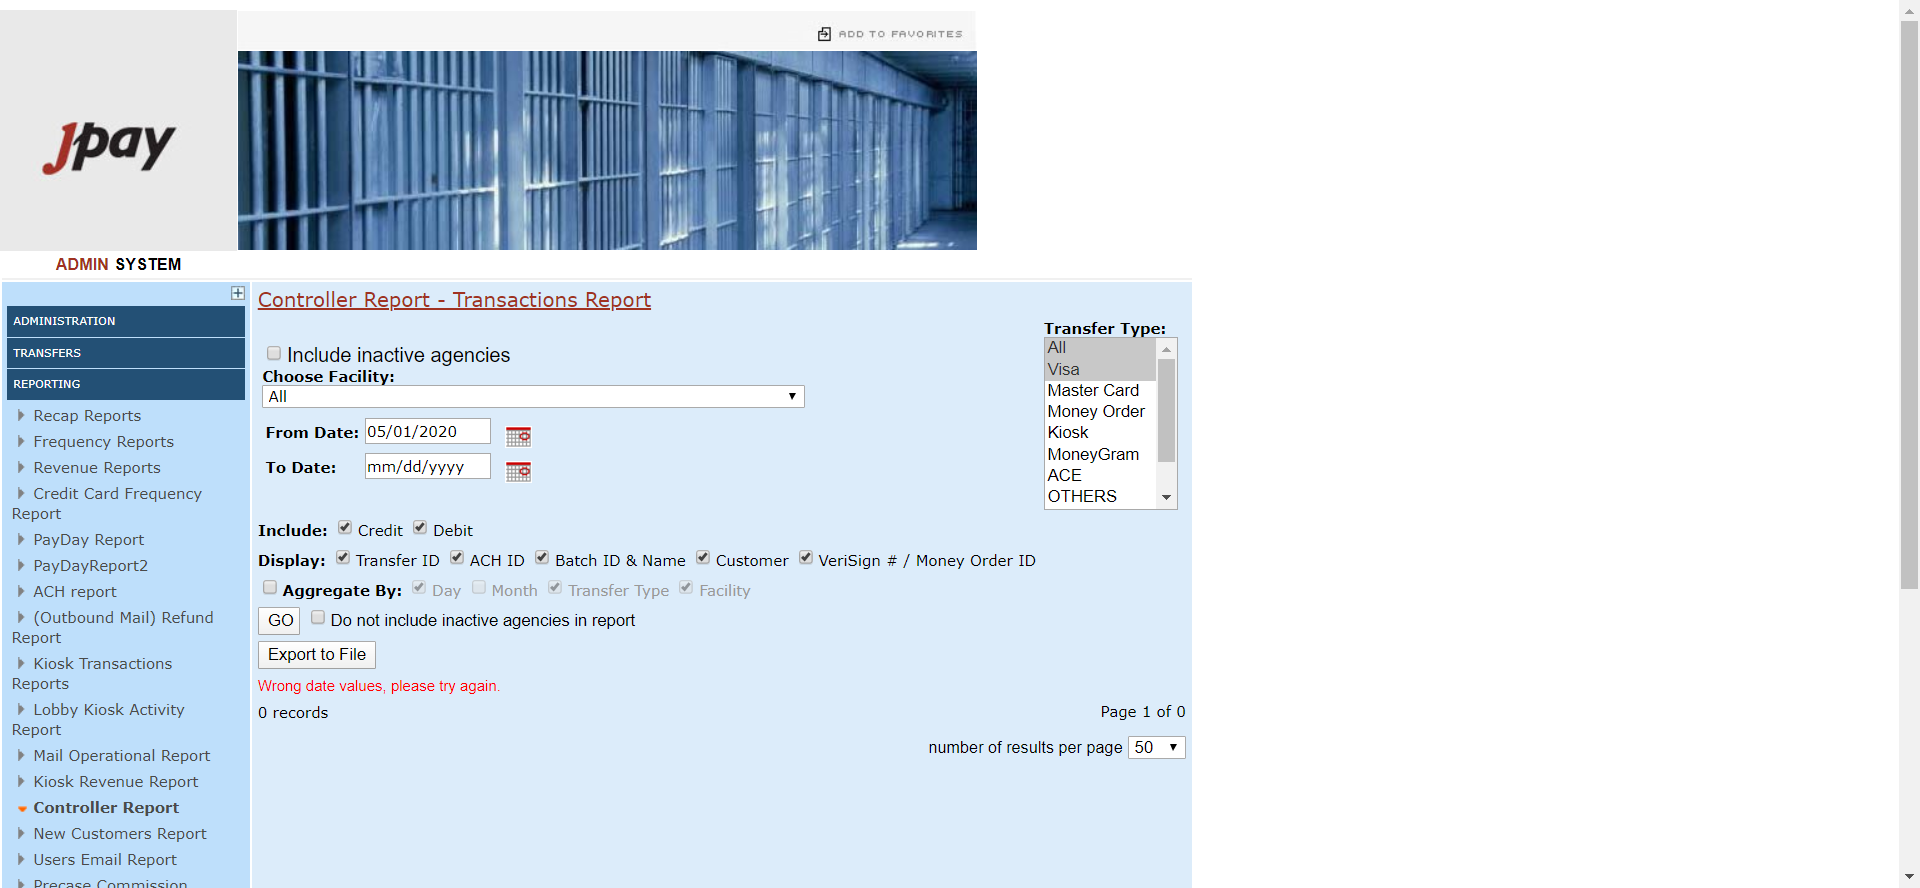 ADD TO FAVORITES
Jpay
ADMIN SYSTEM
ADMINISTRATION
TRANSFERS
REPORTING
Recap Reports
Frequency Reports
Revenue Reports
Credit Card Frequency
Report
PayDay Report
PayDayReport2
ACH report
(Outbound Mail) Refund
Report
Kiosk Transactions
Reports
Lobby Kiosk Activity
Report
Mail Operational Report
Kiosk Revenue Report
Controller Report
New Customers Report
Users Email Report
Precase Commission
Controller Report - Transactions Report
Include inactive agencies
Choose Facility:
All
From Date: 05/01/2020
To Date: mm/dd/yyyy
Transfer Type:
All
Visa
Master Card
Money Order
Kiosk
MoneyGram
ACE
OTHERS
Include: Credit Debit
Display: Transfer ID ACH ID Batch ID & Name Customer VeriSign # / Money Order ID
Aggregate By: Day Month Transfer Type Facility
GO Do not include inactive agencies in report
Export to File
Wrong date values, please try again.
0 records Page 1 of 0
number of results per page 50